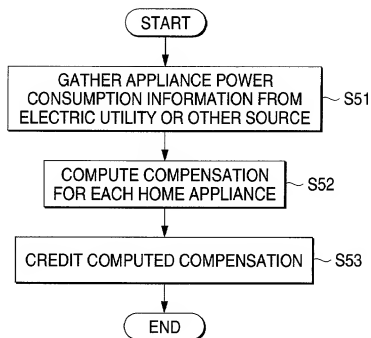 START
GATHER APPLIANCE POWER
CONSUMPTION INFORMATION FROM
ELECTRIC UTILITY OR OTHER SOURCE
S51
COMPUTE COMPENSATION
FOR EACH HOME APPLIANCE
S52
CREDIT COMPUTED COMPENSATION
S53
END